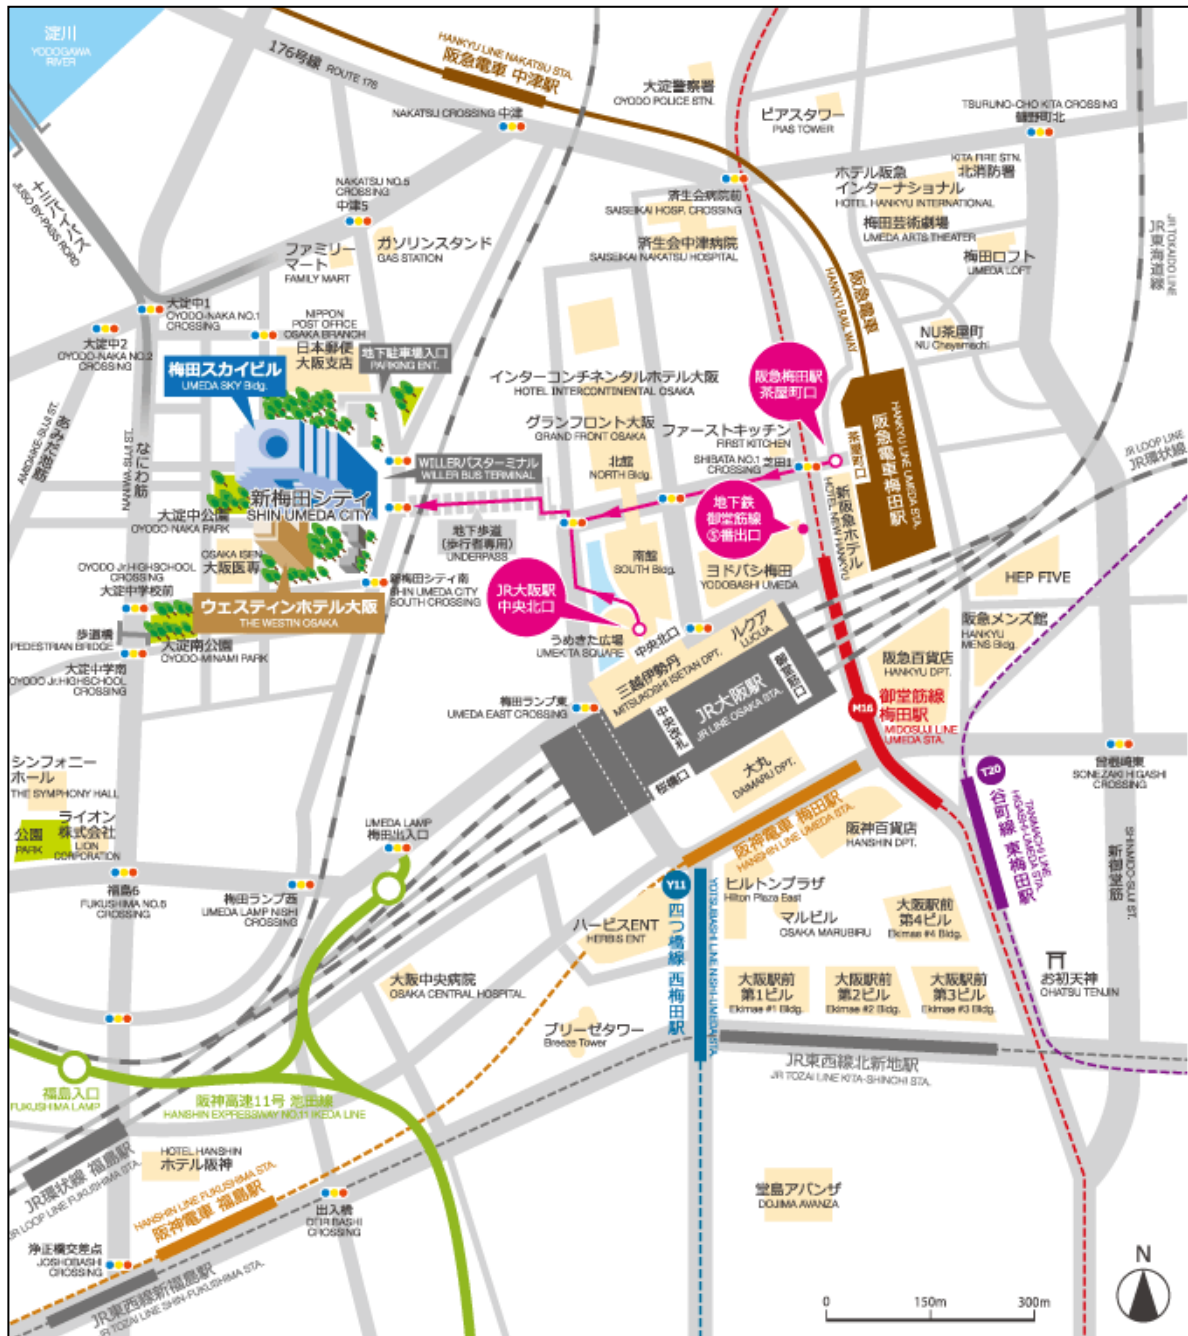 淀川
YODOGAWA
RIVER
176号線 ROUTE 176
HANKYU LINE NAKATSU STA.
阪急電車 中津駅
NAKATSU CROSSING 中津
大淀警察署
OYODO POLICE STN.
ピアスタワー
PIAS TOWER
TSURUNO-CHO KITA CROSSING
鶴野町北
KITA FIRE STN.
北消防署
十三バイパス
JUSO BY-PASS ROAD
NAKATSU NO.5
CROSSING
中津5
ファミリー
マート
FAMILY MART
ガソリンスタンド
GAS STATION
済生会病院前
SAISEIKAI HOSP. CROSSING
済生会中津病院
SAISEIKAI NAKATSU HOSPITAL
ホテル阪急
インターナショナル
HOTEL HANKYU INTERNATIONAL
梅田芸術劇場
UMEDA ARTS THEATER
梅田ロフト
UMEDA LOFT
JR東海道線
JR TOKAIDO LINE
阪急電車
HANKYU RAIL WAY
NU茶屋町
NU Chayamachi
大淀中1
OYODO-NAKA NO.1
CROSSING
大淀中2
OYODO-NAKA NO.2
CROSSING
NIPPON
POST OFFICE
OSAKA BRANCH
日本郵便
大阪支店
地下駐車場入口
PARKING ENT.
梅田スカイビル
UMEDA SKY Bldg.
インターコンチネンタルホテル大阪
HOTEL INTERCONTINENTAL OSAKA
グランフロント大阪
GRAND FRONT OSAKA
北館
NORTH Bldg.
ファーストキッチン
FIRST KITCHEN
SHIBATA NO.1
CROSSING
芝田1
阪急梅田駅
茶屋町口
茶屋町口
HANKYU LINE UMEDA STA.
阪急電車梅田駅
JR LOOP LINE
JR環状線
なにわ筋
NANIWA-SUJI ST.
WILLERバスターミナル
WILLER BUS TERMINAL
新梅田シティ
SHIN UMEDA CITY
大淀中公園
OYODO-NAKA PARK
地下歩道
(歩行者専用)
UNDERPASS
地下鉄
御堂筋線
⑤番出口
新阪急ホテル
HOTEL NEW HANKYU
OSAKA ISEN
大阪医専
OYODO Jr.HIGHSCHOOL
CROSSING
大淀中学校前
新梅田シティ南
SHIN UMEDA CITY
SOUTH CROSSING
ウェスティンホテル大阪
THE WESTIN OSAKA
JR大阪駅
中央北口
南館
SOUTH Bldg.
ヨドバシ梅田
YODOBASHI UMEDA
HEP FIVE
歩道橋
PEDESTRIAN BRIDGE
大淀南公園
OYODO-MINAMI PARK
大淀中学南
OYODO Jr.HIGHSCHOOL
CROSSING
うめきた広場
UMEKITA SQUARE
中央北口
ルクア
LUCUA
三越伊勢丹
MITSUKOSHI ISETAN DPT.
御堂筋口
阪急メンズ館
HANKYU
MENS Bldg.
阪急百貨店
HANKYU DPT.
梅田ランプ東
UMEDA EAST CROSSING
JR大阪駅
JR LINE OSAKA STA.
中央改札
桜橋口
M16
御堂筋線
梅田駅
MIDOSUJI LINE
UMEDA STA.
大丸
DAIMARU DPT.
曽根崎東
SONEZAKI HIGASHI
CROSSING
シンフォニー
ホール
THE SYMPHONY HALL
ライオン
株式会社
LION
CORPORATION
公園
PARK
UMEDA LAMP
梅田出入口
阪神電車 梅田駅
HANSHIN LINE UMEDA STA.
阪神百貨店
HANSHIN DPT.
T20
TANIMACHI LINE
HIGASHI-UMEDA STA.
谷町線 東梅田駅
新御堂筋
SHINMIDO-SUJI ST.
福島6
FUKUSHIMA NO.6
CROSSING
梅田ランプ西
UMEDA LAMP NISHI
CROSSING
Y11
四つ橋線 西梅田駅
YOTSUBASHI LINE NISHI-UMEDA STA.
ヒルトンプラザ
Hilton Plaza East
マルビル
OSAKA MARUBIRU
大阪駅前
第4ビル
Ekimae #4 Bldg.
ハービスENT
HERBIS ENT
大阪中央病院
OSAKA CENTRAL HOSPITAL
大阪駅前
第1ビル
Ekimae #1 Bldg.
大阪駅前
第2ビル
Ekimae #2 Bldg.
大阪駅前
第3ビル
Ekimae #3 Bldg.
お初天神
OHATSU TENJIN
ブリーゼタワー
Breeze Tower
JR東西線北新地駅
JR TOZAI LINE KITA-SHINCHI STA.
福島入口
FUKUSHIMA LAMP
阪神高速11号 池田線
HANSHIN EXPRESSWAY NO.11 IKEDA LINE
JR環状線 福島駅
JR LOOP LINE FUKUSHIMA STA.
HOTEL HANSHIN
ホテル阪神
HANSHIN LINE FUKUSHIMA STA.
阪神電車 福島駅
出入橋
DEIRIBASHI
CROSSING
堂島アバンザ
DOJIMA AVANZA
浄正橋交差点
JOSHOBASHI
CROSSING
JR東西線新福島駅
JR TOZAI LINE SHIN-FUKUSHIMA STA.
N
0 150m 300m